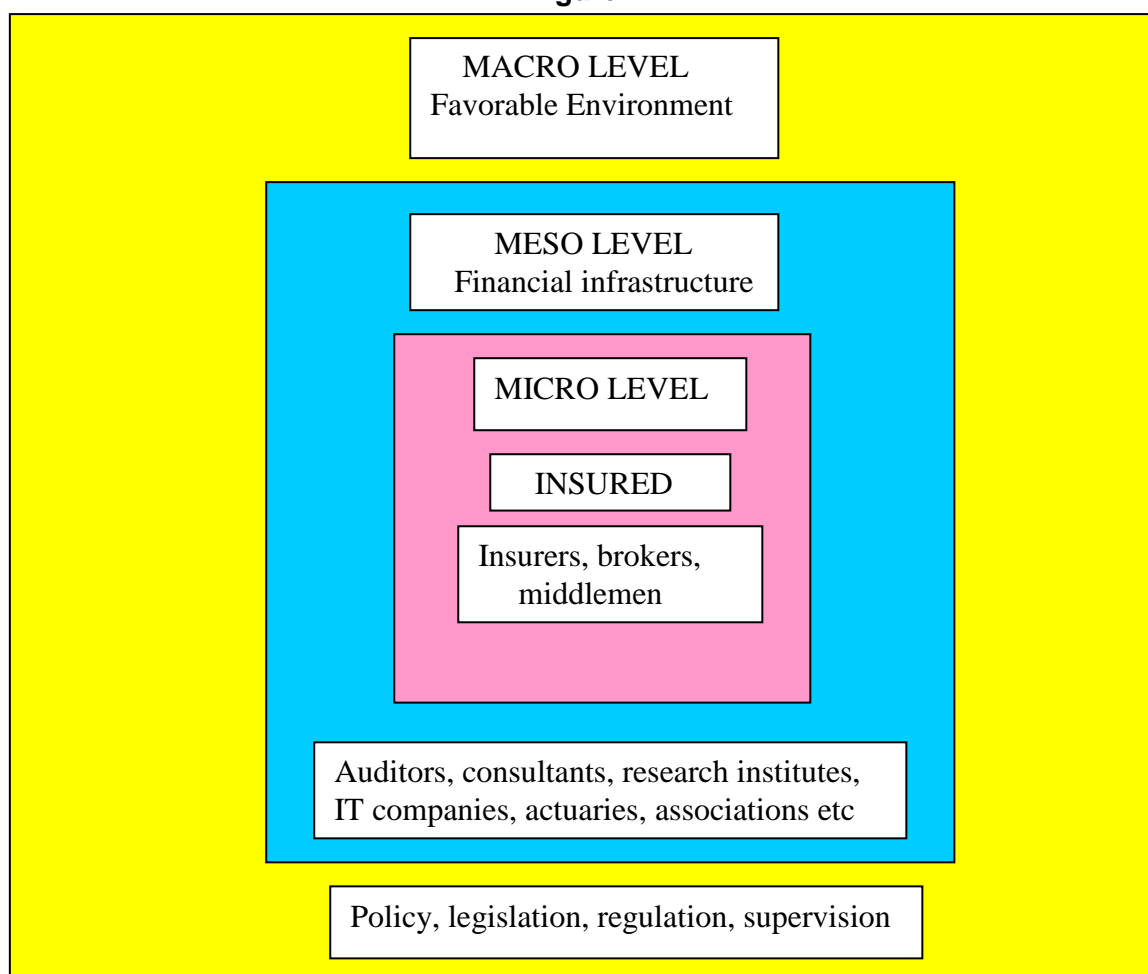 MACRO LEVEL
Favorable Environment
MESO LEVEL
Financial infrastructure
MICRO LEVEL
INSURED
Insurers, brokers,
middlemen
Auditors, consultants, research institutes,
IT companies, actuaries, associations etc
Policy, legislation, regulation, supervision